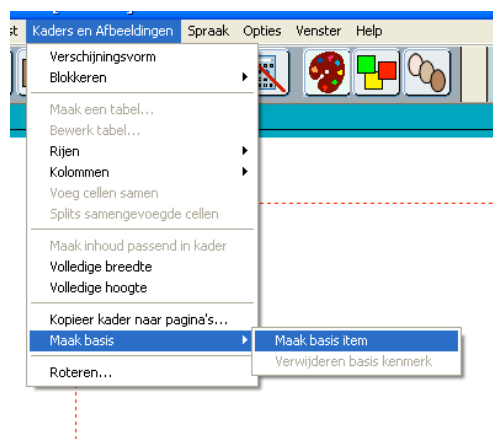 st Kaders en Afbeeldingen Spraak Opties Venster Help
Verschijningsvorm
Blokkeren
Maak een tabel...
Bewerk tabel...
Rijen
Kolommen
Voeg cellen samen
Splits samengevoegde cellen
Maak inhoud passend in kader
Volledige breedte
Volledige hoogte
Kopieer kader naar pagina's...
Maak basis
Maak basis item
Verwijderen basis kenmerk
Roteren...